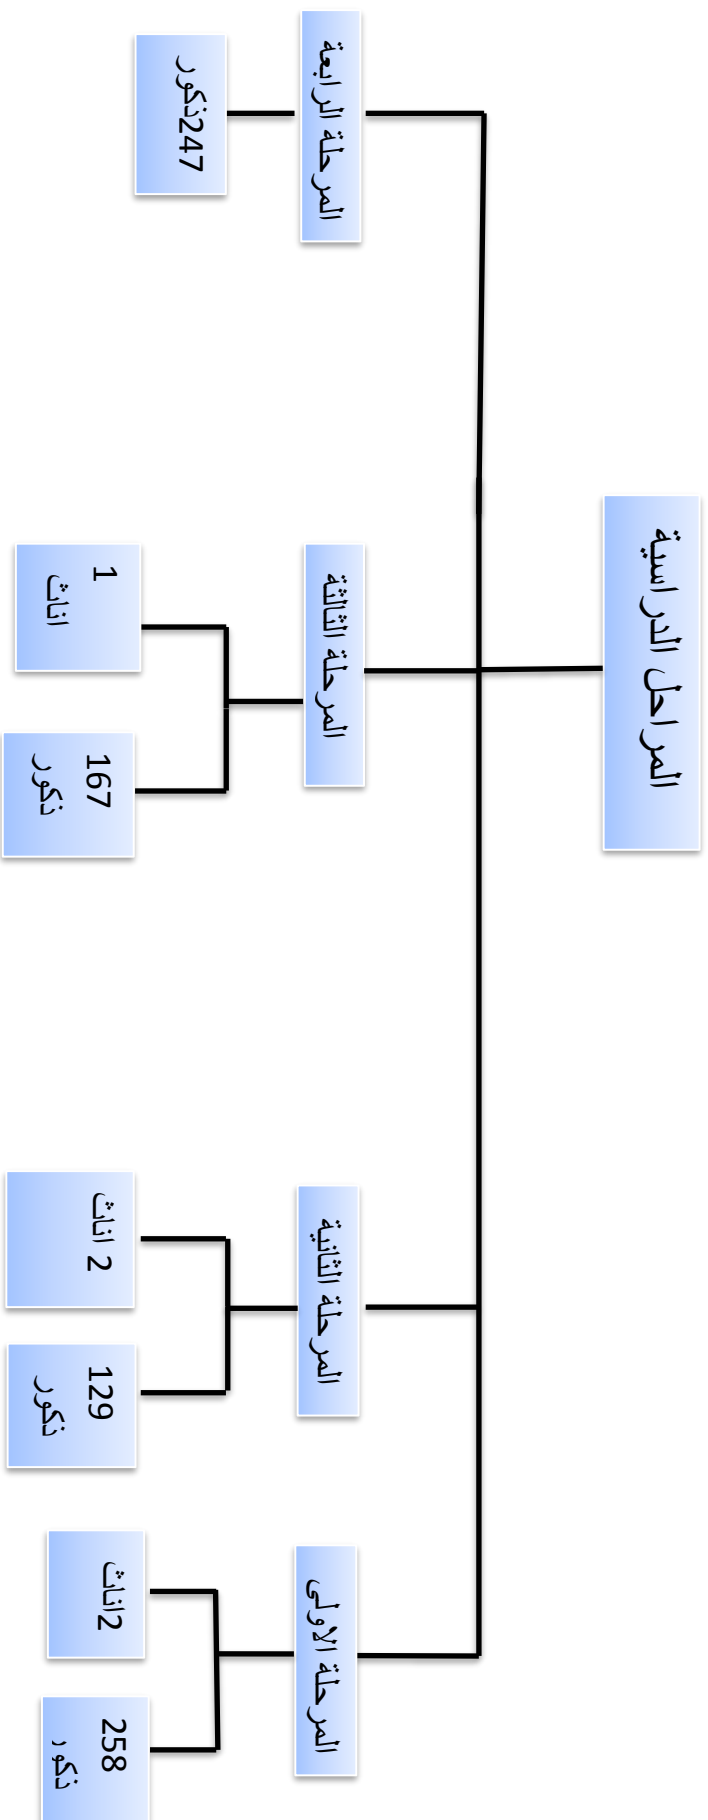 المراحل الدراسية
المرحلة الاولى
258
ذكور
2اناث
المرحلة الثانية
129
ذكور
2 اناث
المرحلة الثالثة
167
ذكور
1
اناث
المرحلة الرابعة
247ذكور